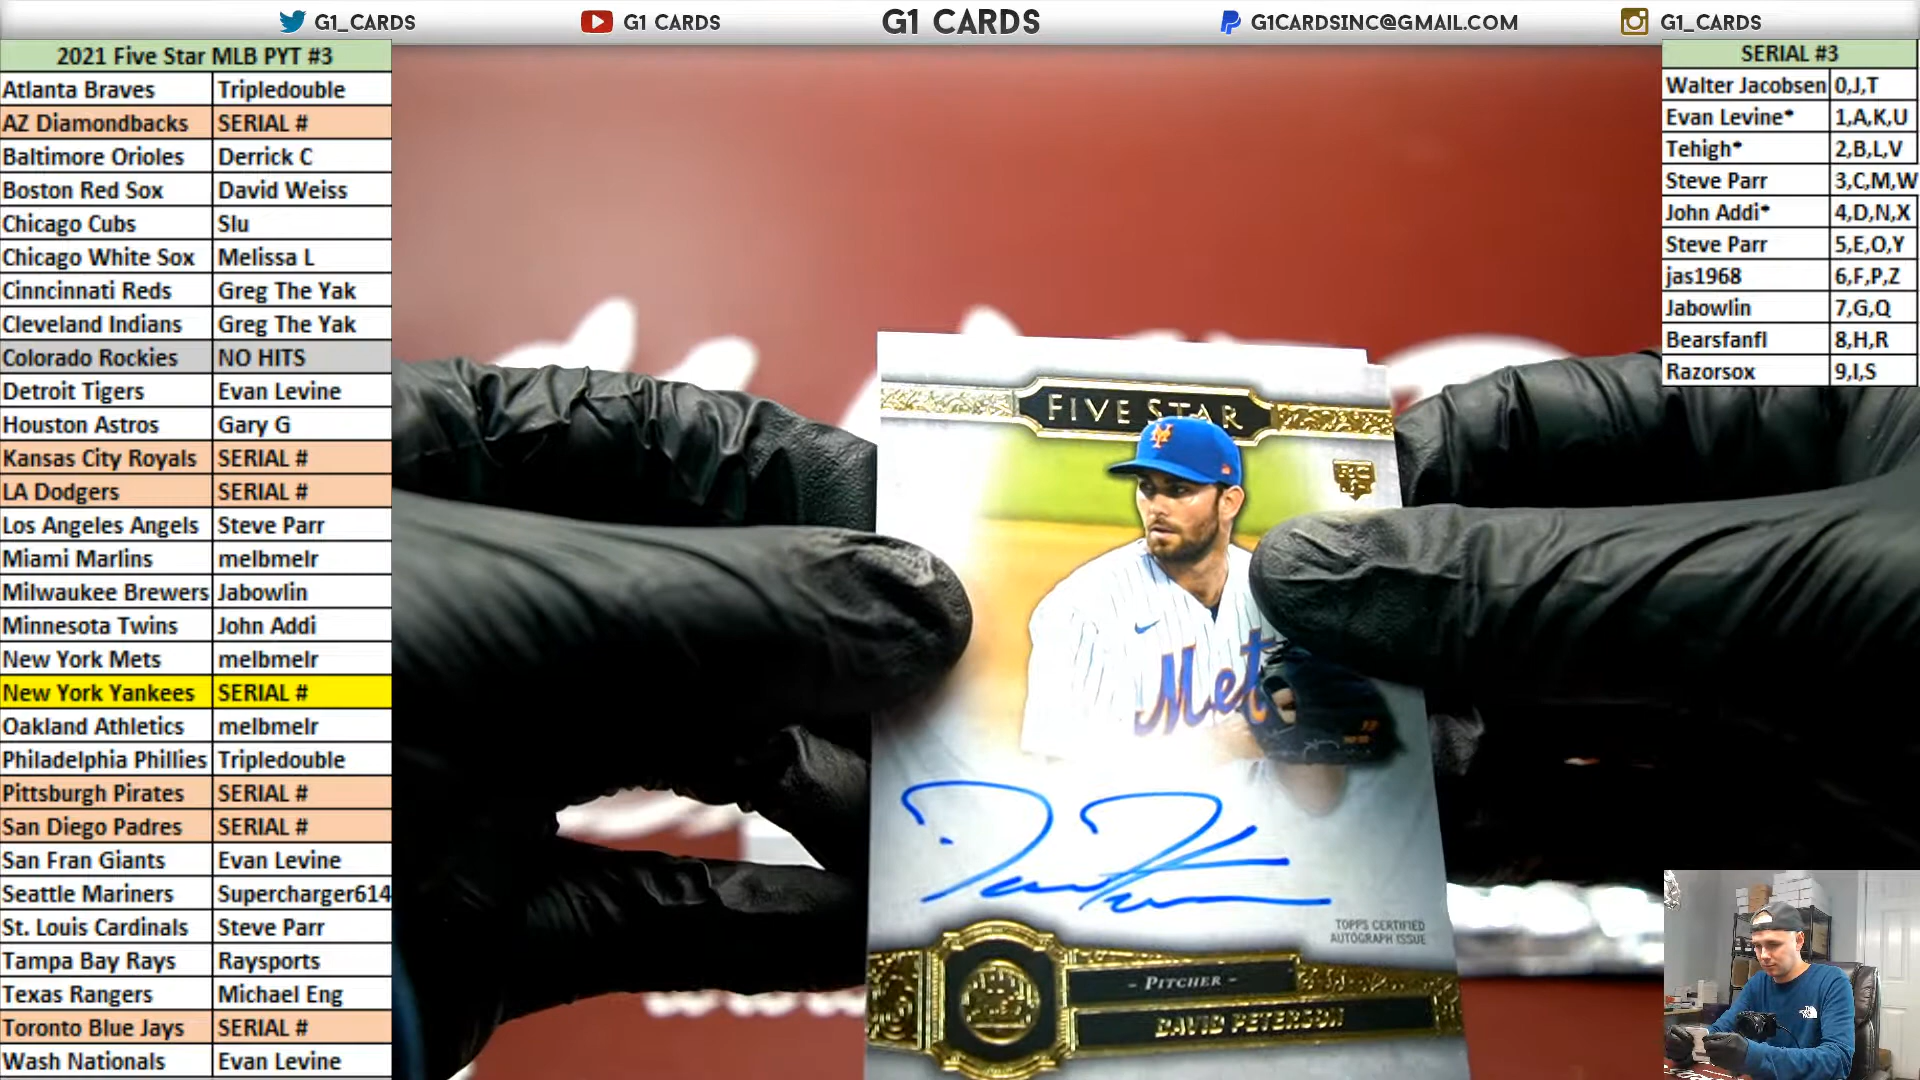 G1_CARDS
G1 CARDS
G1 CARDS
G1CARDSINC@GMAIL.COM
G1_CARDS
2021 Five Star MLB PYT #3
Atlanta Braves Tripledouble
AZ Diamondbacks SERIAL #
Baltimore Orioles Derrick C
Boston Red Sox David Weiss
Chicago Cubs Slu
Chicago White Sox Melissa L
Cinncinnati Reds Greg The Yak
Cleveland Indians Greg The Yak
Colorado Rockies NO HITS
Detroit Tigers Evan Levine
Houston Astros Gary G
Kansas City Royals SERIAL #
LA Dodgers SERIAL #
Los Angeles Angels Steve Parr
Miami Marlins melbmelr
Milwaukee Brewers Jabowlin
Minnesota Twins John Addi
New York Mets melbmelr
New York Yankees SERIAL #
Oakland Athletics melbmelr
Philadelphia Phillies Tripledouble
Pittsburgh Pirates SERIAL #
San Diego Padres SERIAL #
San Fran Giants Evan Levine
Seattle Mariners Supercharger614
St. Louis Cardinals Steve Parr
Tampa Bay Rays Raysports
Texas Rangers Michael Eng
Toronto Blue Jays SERIAL #
Wash Nationals Evan Levine
SERIAL #3
Walter Jacobsen 0,J,T
Evan Levine* 1,A,K,U
Tehigh* 2,B,L,V
Steve Parr 3,C,M,W
John Addi* 4,D,N,X
Steve Parr 5,E,O,Y
jas1968 6,F,P,Z
Jabowlin 7,G,Q
Bearsfanfl 8,H,R
Razorsox 9,I,S
FIVE STAR
RC
Met
TOPPS CERTIFIED
AUTOGRAPH ISSUE
- PITCHER -
DAVID PETERSON